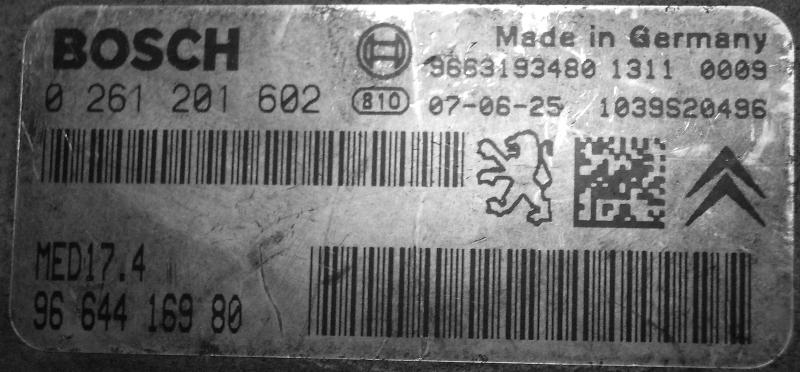 BOSCH
Made in Germany
9663193480 1311 0009
0 261 201 602
810
07-06-25 1039S20496
MED17.4
96 644 169 80